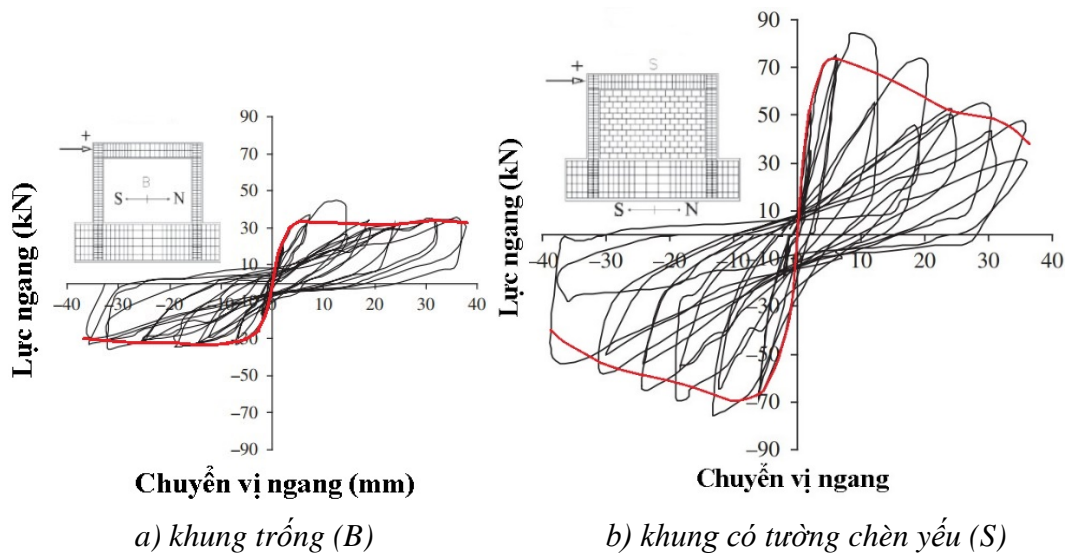 +
B
S N
Lực ngang (kN)
90
70
50
30
10
−10
−30
−50
−70
−90
−40 −30 −20 −10 0 10 20 30 40
Chuyển vị ngang (mm)
a) khung trống (B)
+
S
S N
Lực ngang (kN)
90
70
50
30
10
−10
−30
−50
−70
−90
−40 −30 −20 −10 0 10 20 30 40
Chuyển vị ngang
b) khung có tường chèn yếu (S)